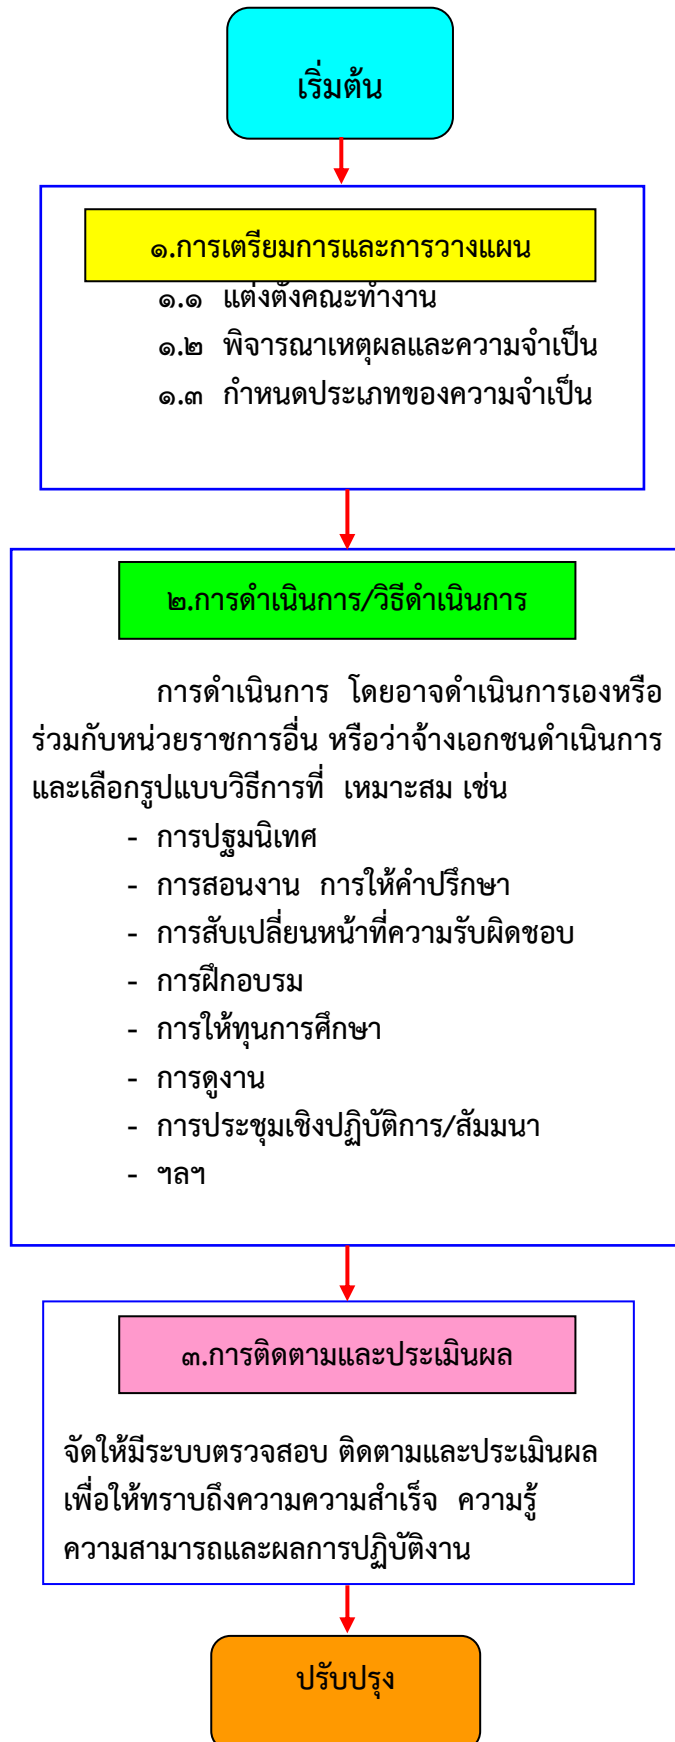 เริ่มต้น
๑.การเตรียมการและการวางแผน
๑.๑ แต่งตั้งคณะทำงาน
๑.๒ พิจารณาเหตุผลและความจำเป็น
๑.๓ กำหนดประเภทของความจำเป็น
๒.การดำเนินการ/วิธีดำเนินการ
การดำเนินการ โดยอาจดำเนินการเองหรือ
ร่วมกับหน่วยราชการอื่น หรือว่าจ้างเอกชนดำเนินการ
และเลือกรูปแบบวิธีการที่ เหมาะสม เช่น
- การปฐมนิเทศ
- การสอนงาน การให้คำปรึกษา
- การสับเปลี่ยนหน้าที่ความรับผิดชอบ
- การฝึกอบรม
- การให้ทุนการศึกษา
- การดูงาน
- การประชุมเชิงปฏิบัติการ/สัมมนา
- ฯลฯ
๓.การติดตามและประเมินผล
จัดให้มีระบบตรวจสอบ ติดตามและประเมินผล
เพื่อให้ทราบถึงความความสำเร็จ ความรู้
ความสามารถและผลการปฏิบัติงาน
ปรับปรุง